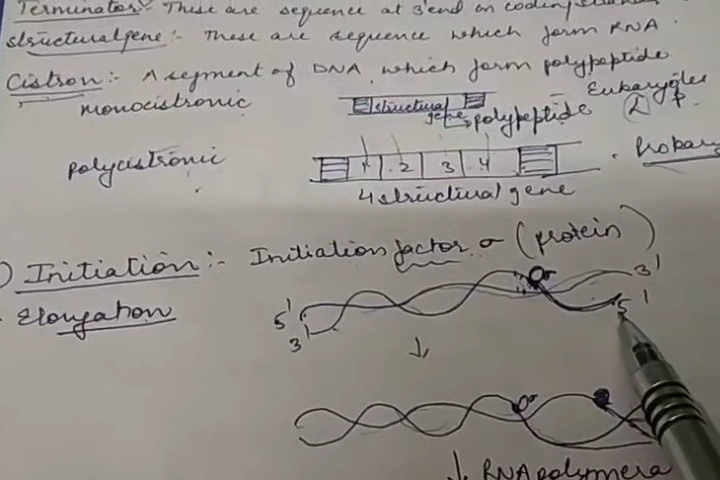 Terminator:- These are sequence at 3' end on coding
structural gene:- These are sequence which form RNA.
Cistron:- A segment of DNA which form polypeptide
monocistronic
structural gene
polypeptide
Eukaryotes
polycistronic
1 2 3 4
4 structural gene
Initiation:- Initiation factor σ (protein)
Elongation
5' 3'
3' 5'
RNA polymera